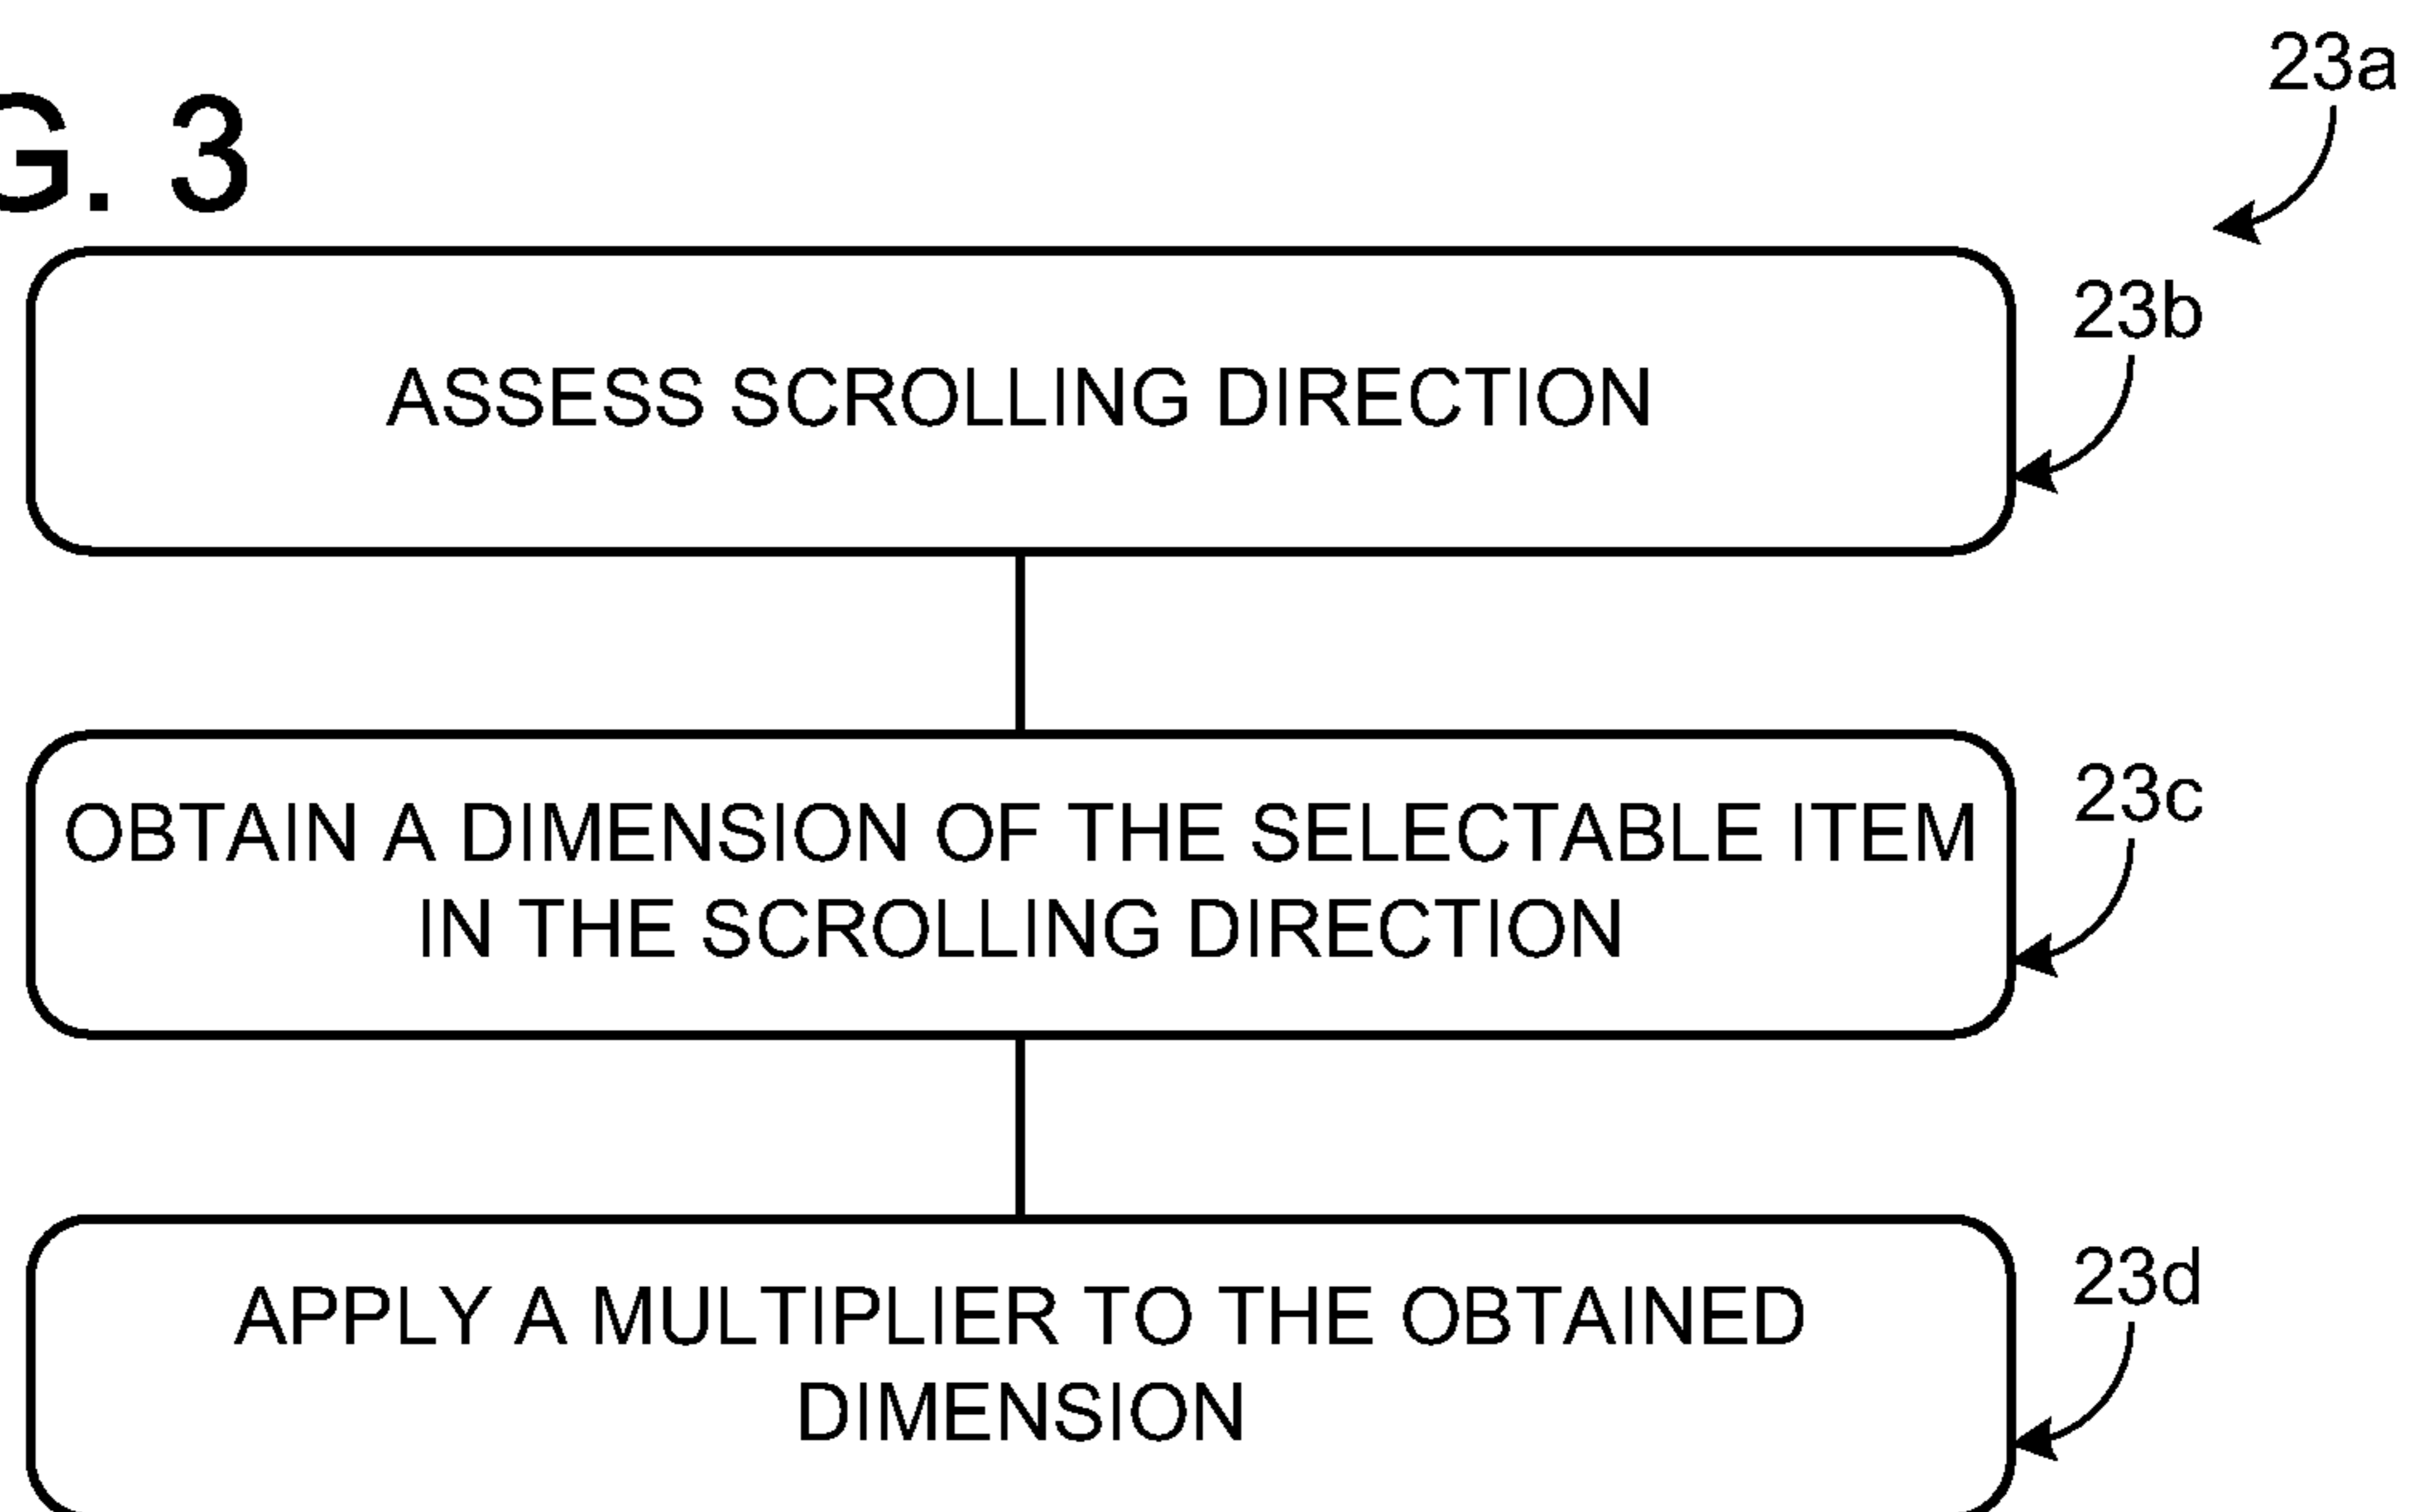 23a
G. 3
23b
ASSESS SCROLLING DIRECTION
23c
OBTAIN A DIMENSION OF THE SELECTABLE ITEM
IN THE SCROLLING DIRECTION
23d
APPLY A MULTIPLIER TO THE OBTAINED
DIMENSION